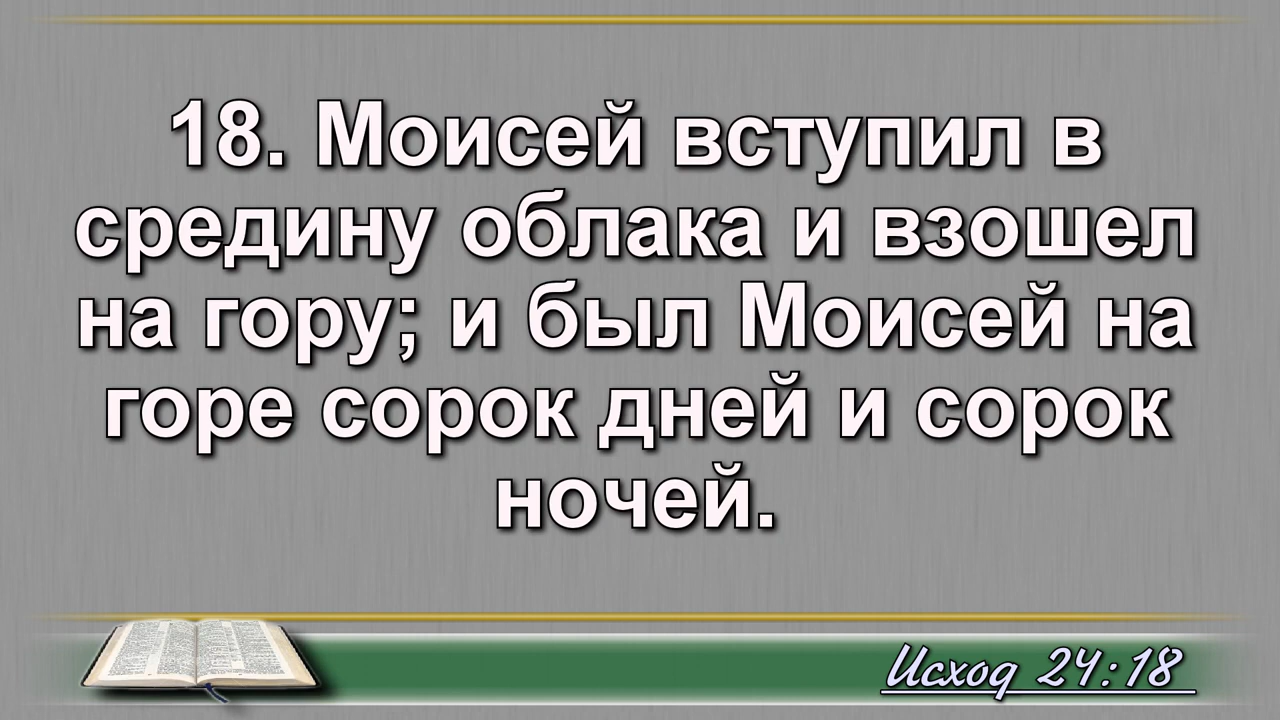 18. Моисей вступил в
средину облака и взошел
на гору; и был Моисей на
горе сорок дней и сорок
ночей.
Исход 24:18